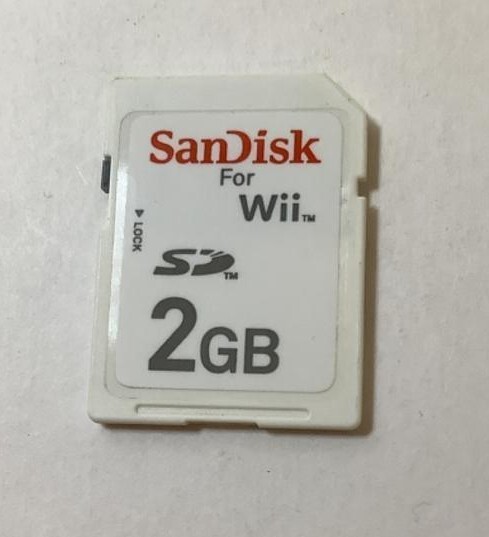 SanDisk
For
Wii™
▶ LOCK
SD™
2GB